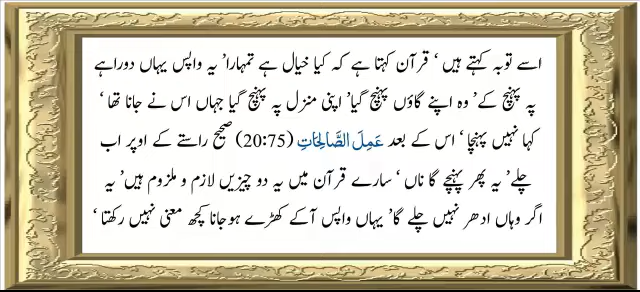 اسے توبہ کہتے ہیں ‘ قرآن کہتا ہے کہ کیا خیال ہے تمہارا’ یہ واپس یہاں دوراہے
پہ پہنچ کے’ وہ اپنے گاؤں پہنچ گیا’ اپنی منزل پہ پہنچ گیا جہاں اس نے جانا تھا ‘
کہا نہیں پہنچا‘ اس کے بعد عَمِلَ الصَّالِحَاتِ (20:75) صحیح راستے کے اوپر اب
چلے’ یہ پھر پہنچے گا ناں ‘ سارے قرآن میں یہ دو چیزیں لازم و ملزوم ہیں’ یہ
اگر وہاں ادھر نہیں چلے گا’ یہاں واپس آکے کھڑے ہوجانا کچھ معنی نہیں رکھتا ‘